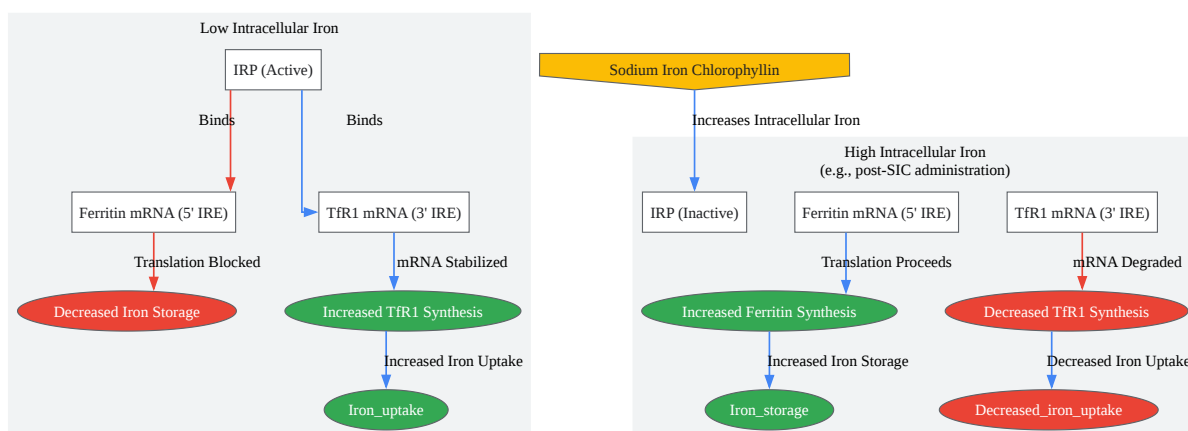 Low Intracellular Iron
IRP (Active)
Binds
Binds
Ferritin mRNA (5' IRE)
TfR1 mRNA (3' IRE)
Translation Blocked
mRNA Stabilized
Decreased Iron Storage
Increased TfR1 Synthesis
Increased Iron Uptake
Iron_uptake
Sodium Iron Chlorophyllin
Increases Intracellular Iron
High Intracellular Iron
(e.g., post-SIC administration)
IRP (Inactive)
Ferritin mRNA (5' IRE)
TfR1 mRNA (3' IRE)
Translation Proceeds
mRNA Degraded
Increased Ferritin Synthesis
Decreased TfR1 Synthesis
Increased Iron Storage
Decreased Iron Uptake
Iron_storage
Decreased_iron_uptake